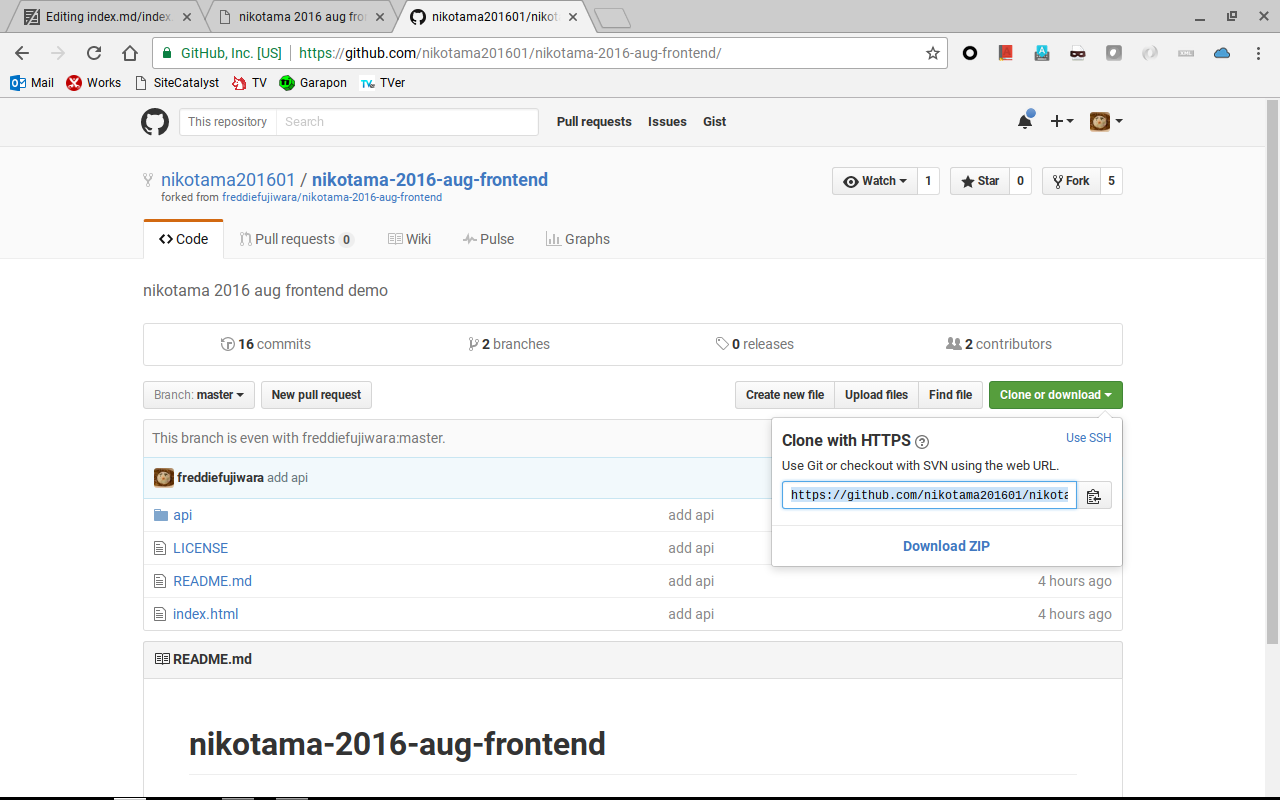 Editing index.md/index.
nikotama 2016 aug fro
nikotama201601/nikot
GitHub, Inc. [US] https://github.com/nikotama201601/nikotama-2016-aug-frontend/
Mail Works SiteCatalyst TV Garapon TVer
This repository Search Pull requests Issues Gist
nikotama201601 / nikotama-2016-aug-frontend
Watch 1 Star 0 Fork 5
forked from freddiefujiwara/nikotama-2016-aug-frontend
Code Pull requests 0 Wiki Pulse Graphs
nikotama 2016 aug frontend demo
16 commits 2 branches 0 releases 2 contributors
Branch: master New pull request Create new file Upload files Find file Clone or download
This branch is even with freddiefujiwara:master.
Clone with HTTPS Use SSH
Use Git or checkout with SVN using the web URL.
https://github.com/nikotama201601/nikota
Download ZIP
freddiefujiwara add api
api add api
LICENSE add api
README.md add api 4 hours ago
index.html add api 4 hours ago
README.md
nikotama-2016-aug-frontend